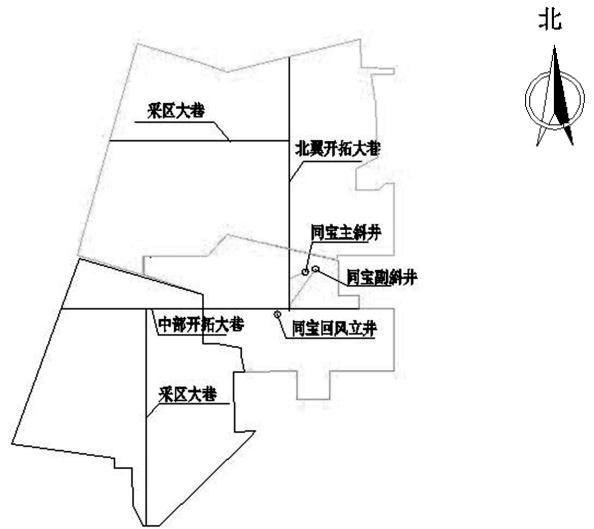 北
采区大巷
北翼开拓大巷
同宝主斜井
同宝副斜井
中部开拓大巷
同宝回风立井
采区大巷